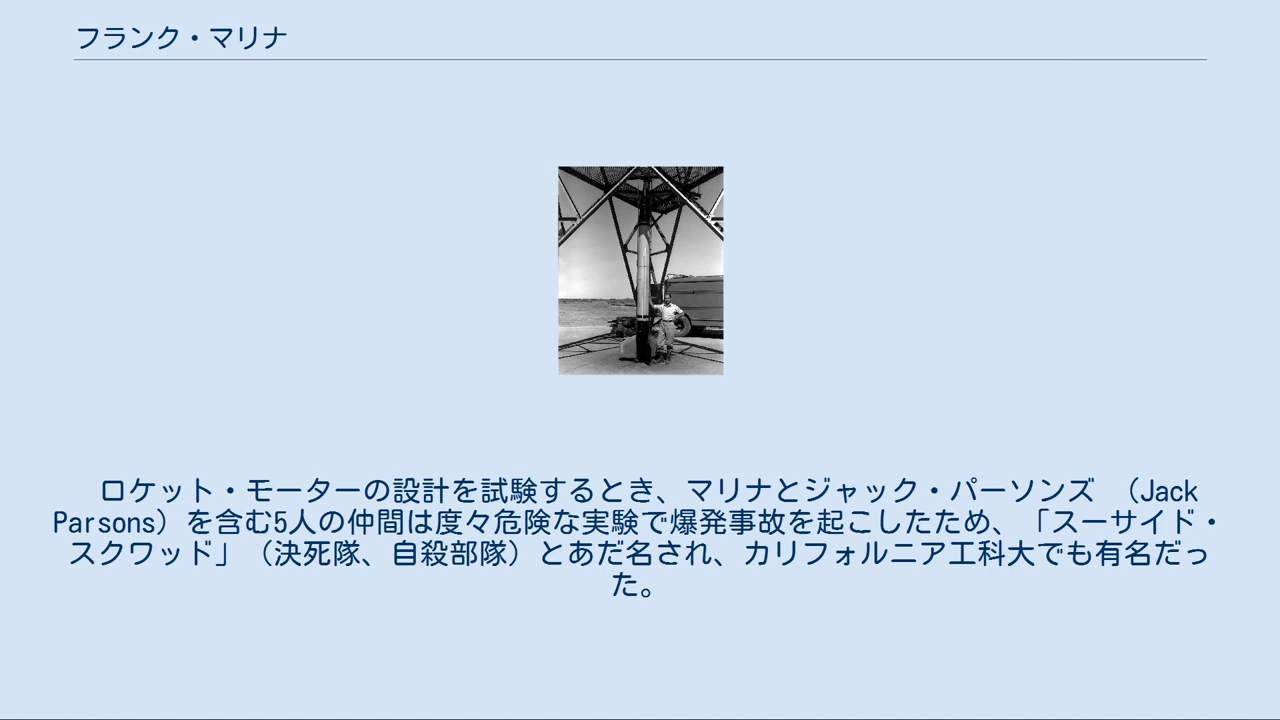 フランク・マリナ
ロケット・モーターの設計を試験するとき、マリナとジャック・パーソンズ （Jack
Parsons）を含む5人の仲間は度々危険な実験で爆発事故を起こしたため、「スーサイド・
スクワッド」（決死隊、自殺部隊）とあだ名され、カリフォルニア工科大でも有名だっ
た。